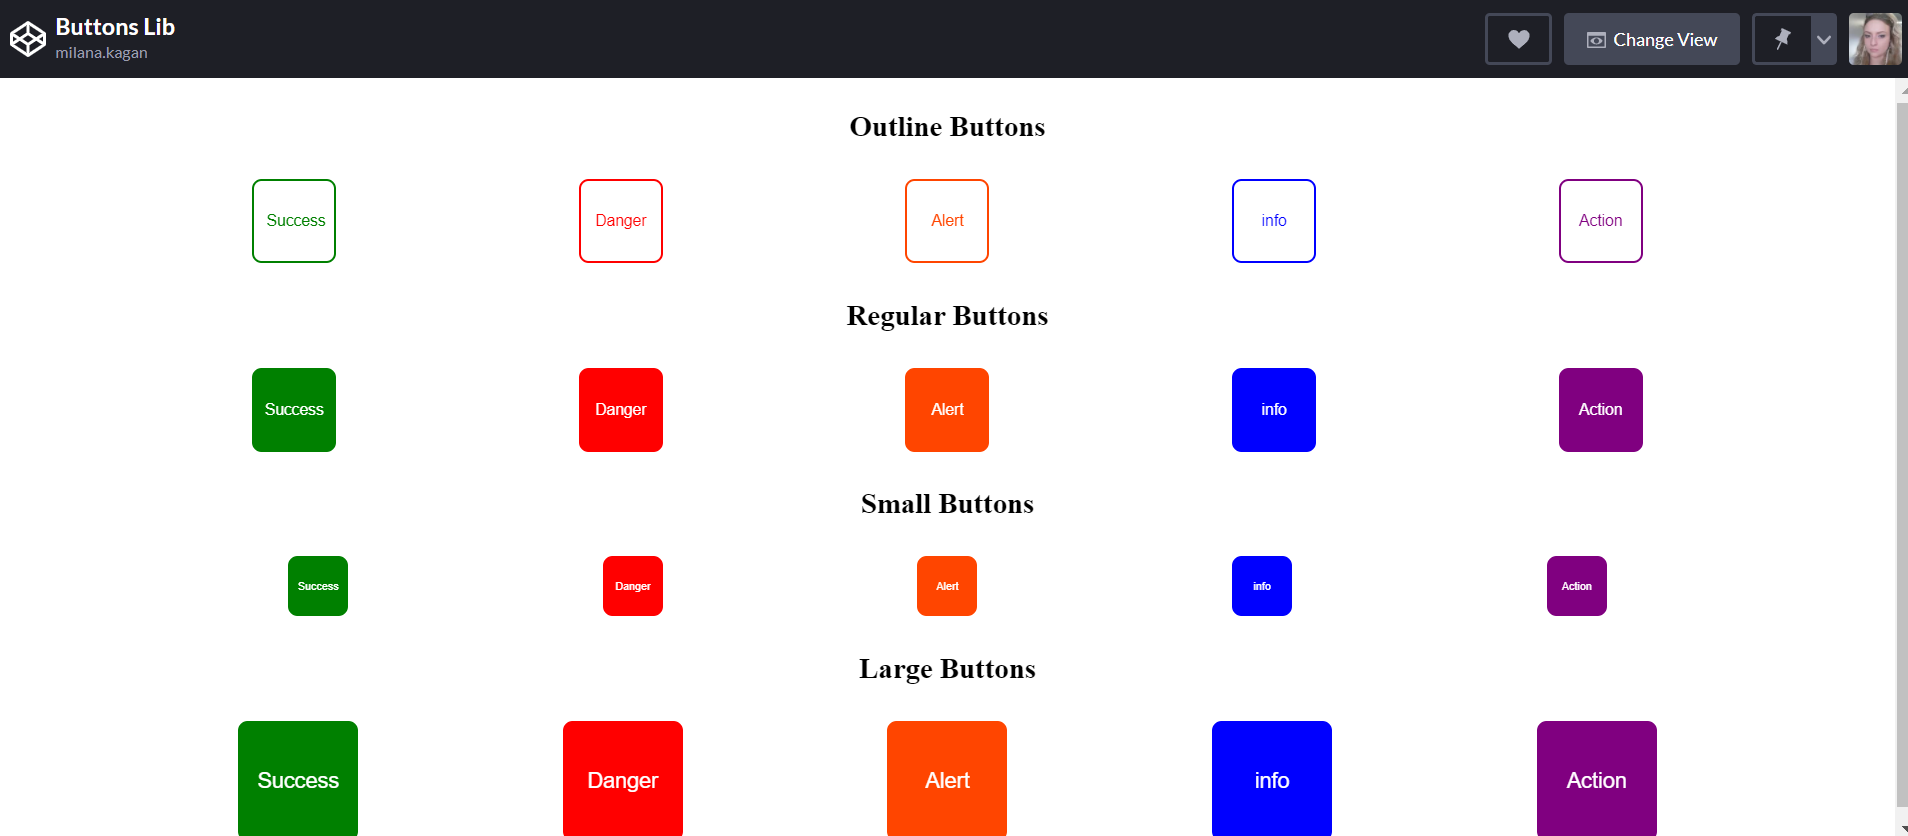 Buttons Lib
milana.kagan
Change View
Outline Buttons
Success Danger Alert info Action
Regular Buttons
Success Danger Alert info Action
Small Buttons
Success Danger Alert info Action
Large Buttons
Success Danger Alert info Action